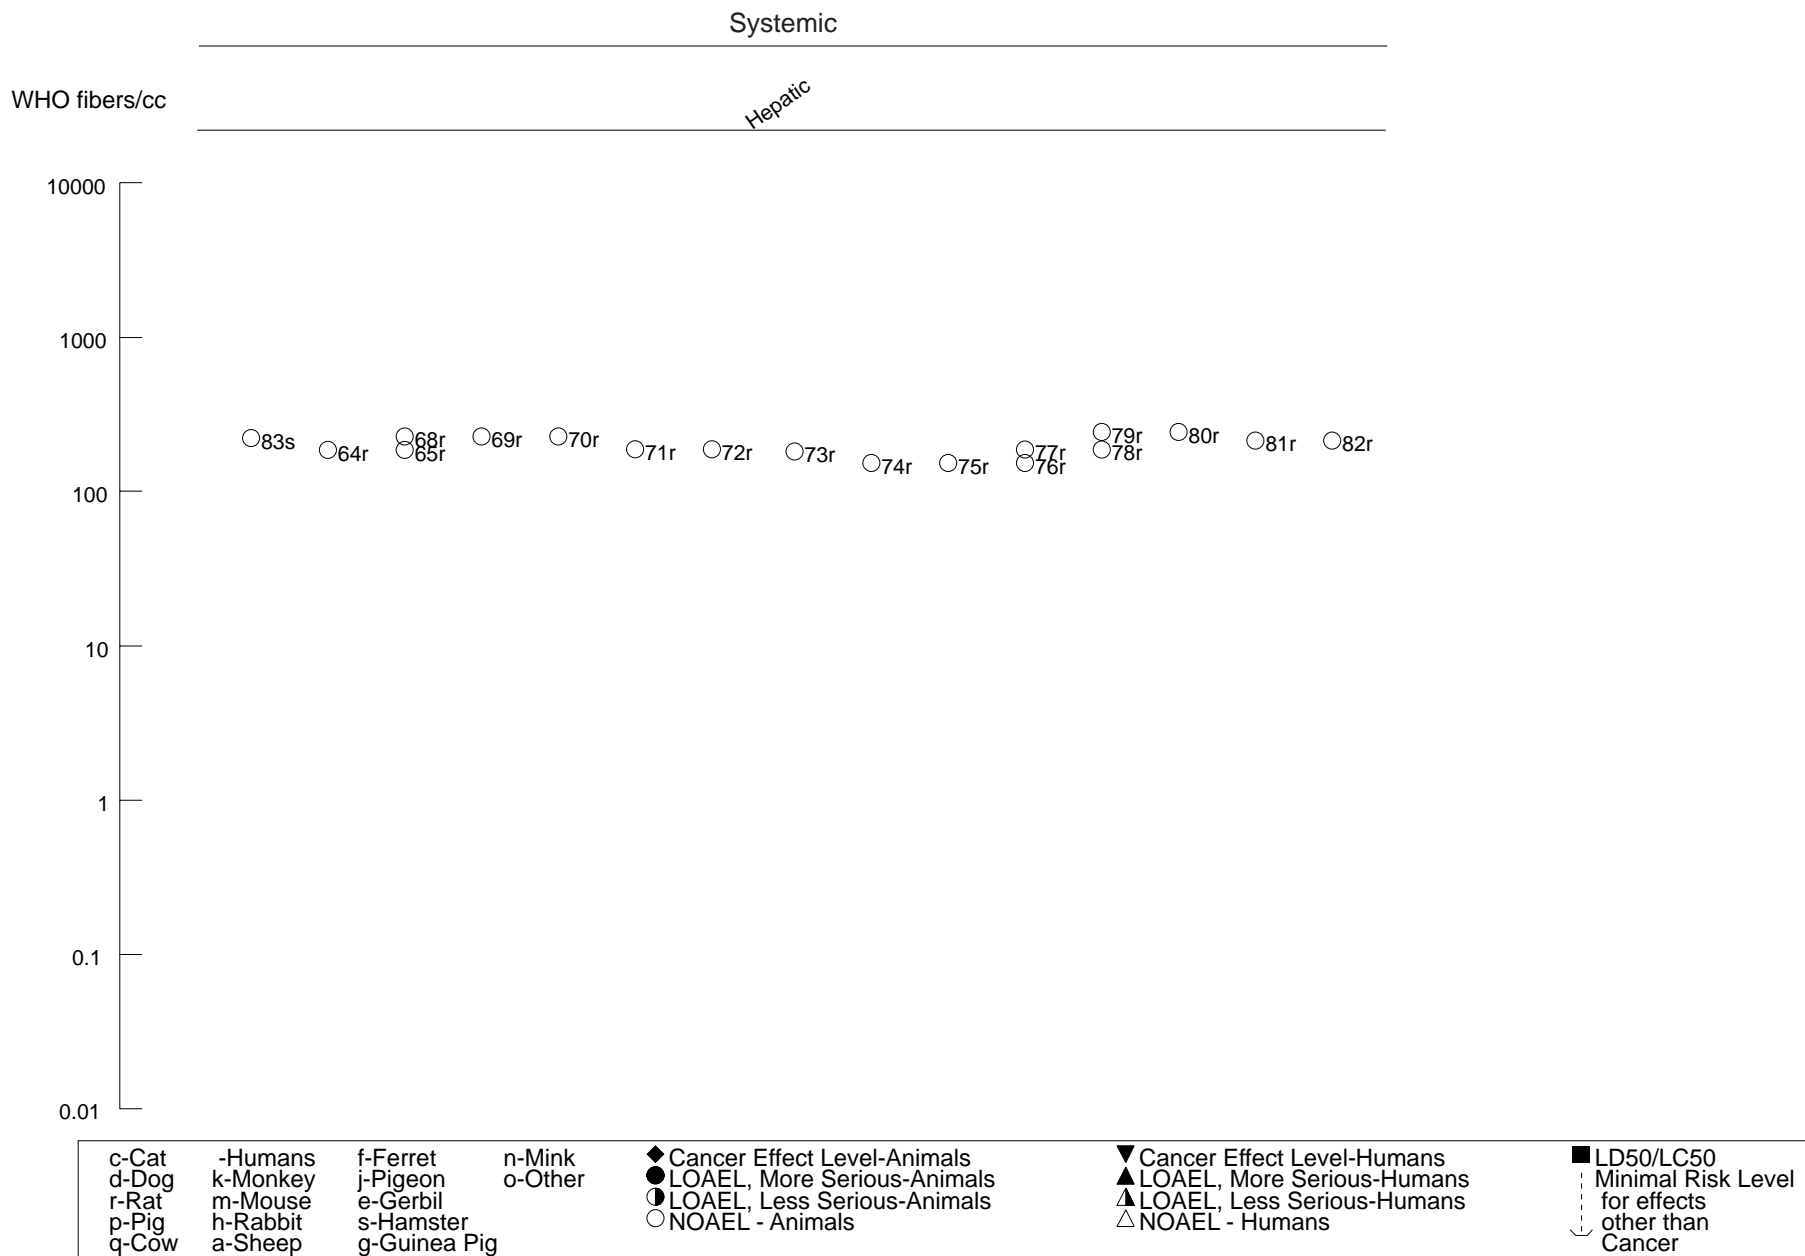 Systemic
WHO fibers/cc
Hepatic
10000
1000
100
10
1
0.1
0.01
83s
64r
68r
65r
69r
70r
71r
72r
73r
74r
75r
77r
76r
79r
78r
80r
81r
82r
c-Cat -Humans f-Ferret n-Mink
d-Dog k-Monkey j-Pigeon o-Other
r-Rat m-Mouse e-Gerbil
p-Pig h-Rabbit s-Hamster
q-Cow a-Sheep g-Guinea Pig
Cancer Effect Level-Animals
LOAEL, More Serious-Animals
LOAEL, Less Serious-Animals
NOAEL - Animals
Cancer Effect Level-Humans
LOAEL, More Serious-Humans
LOAEL, Less Serious-Humans
NOAEL - Humans
LD50/LC50
Minimal Risk Level
for effects
other than
Cancer